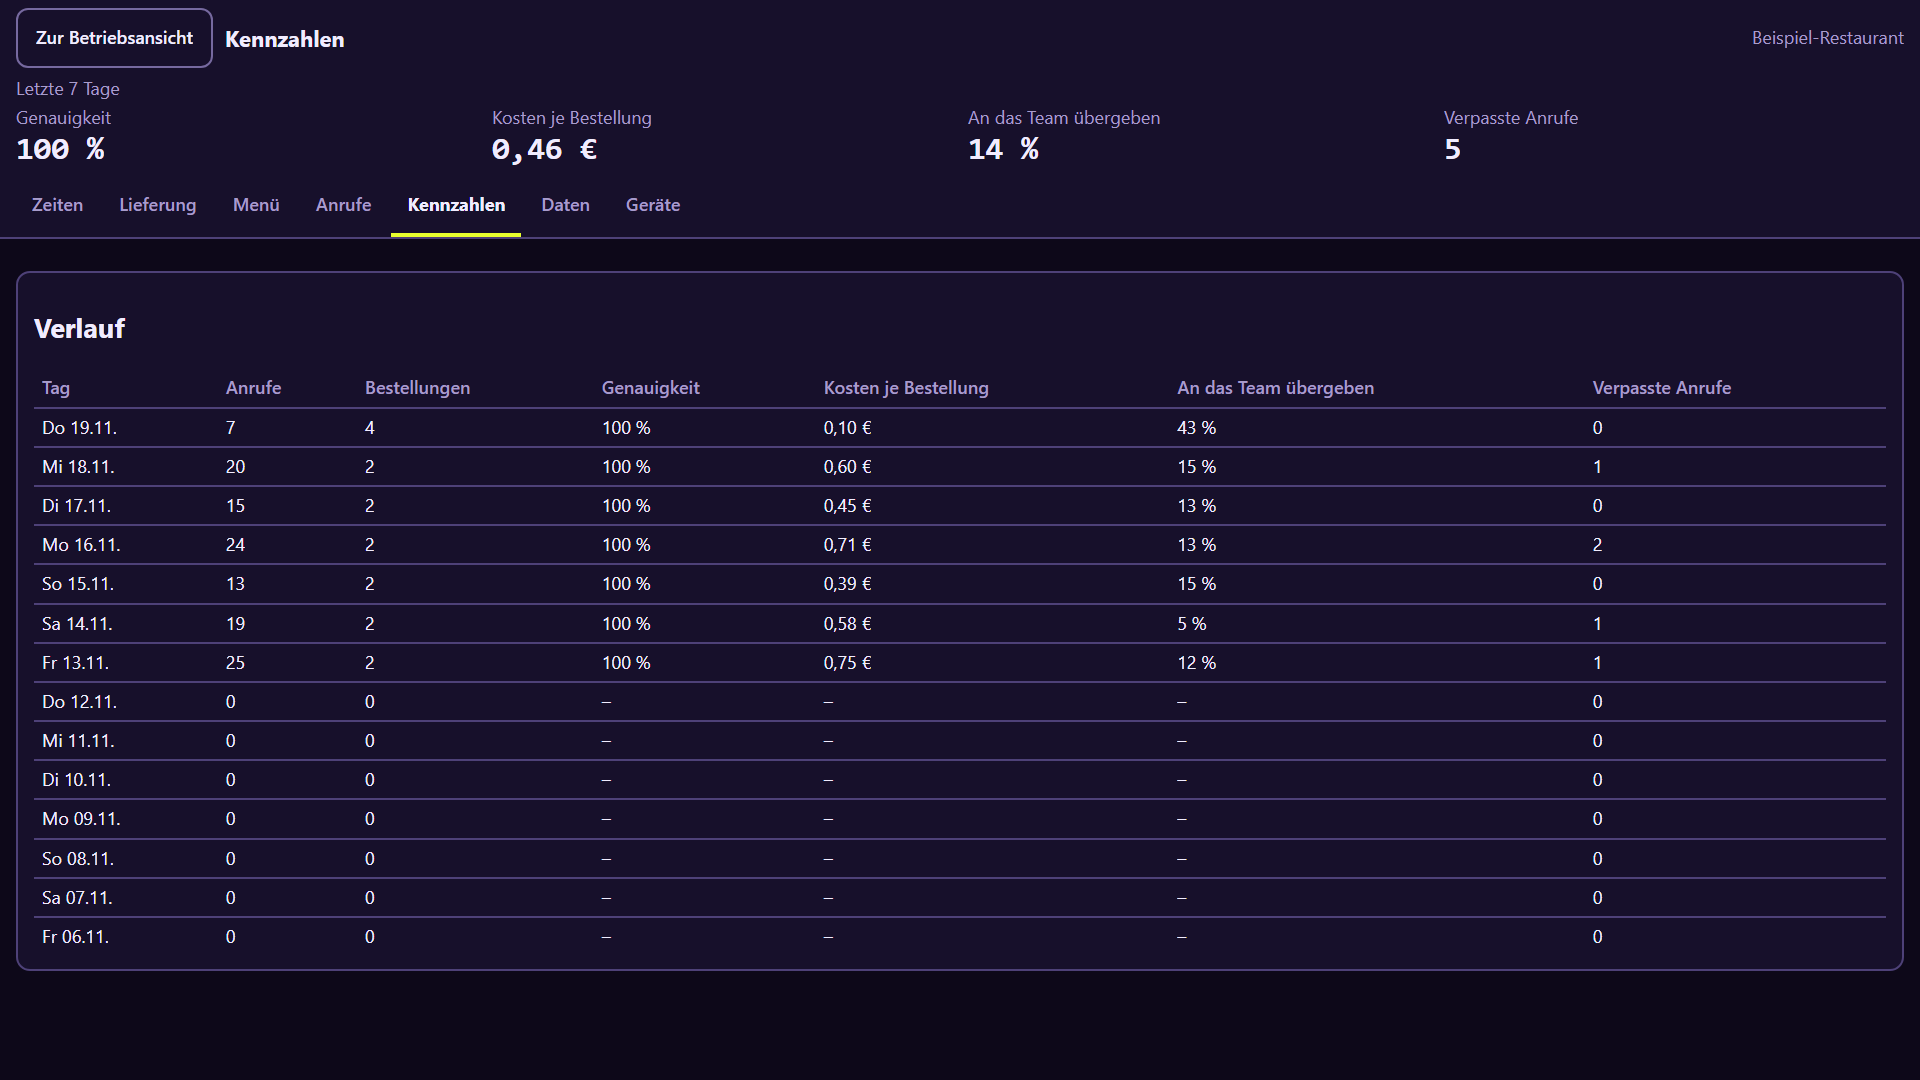 Zur Betriebsansicht Kennzahlen Beispiel-Restaurant
Letzte 7 Tage
Genauigkeit Kosten je Bestellung An das Team übergeben Verpasste Anrufe
100 % 0,46 € 14 % 5
Zeiten Lieferung Menü Anrufe Kennzahlen Daten Geräte
Verlauf
Tag Anrufe Bestellungen Genauigkeit Kosten je Bestellung An das Team übergeben Verpasste Anrufe
Do 19.11. 7 4 100 % 0,10 € 43 % 0
Mi 18.11. 20 2 100 % 0,60 € 15 % 1
Di 17.11. 15 2 100 % 0,45 € 13 % 0
Mo 16.11. 24 2 100 % 0,71 € 13 % 2
So 15.11. 13 2 100 % 0,39 € 15 % 0
Sa 14.11. 19 2 100 % 0,58 € 5 % 1
Fr 13.11. 25 2 100 % 0,75 € 12 % 1
Do 12.11. 0 0 – – – 0
Mi 11.11. 0 0 – – – 0
Di 10.11. 0 0 – – – 0
Mo 09.11. 0 0 – – – 0
So 08.11. 0 0 – – – 0
Sa 07.11. 0 0 – – – 0
Fr 06.11. 0 0 – – – 0